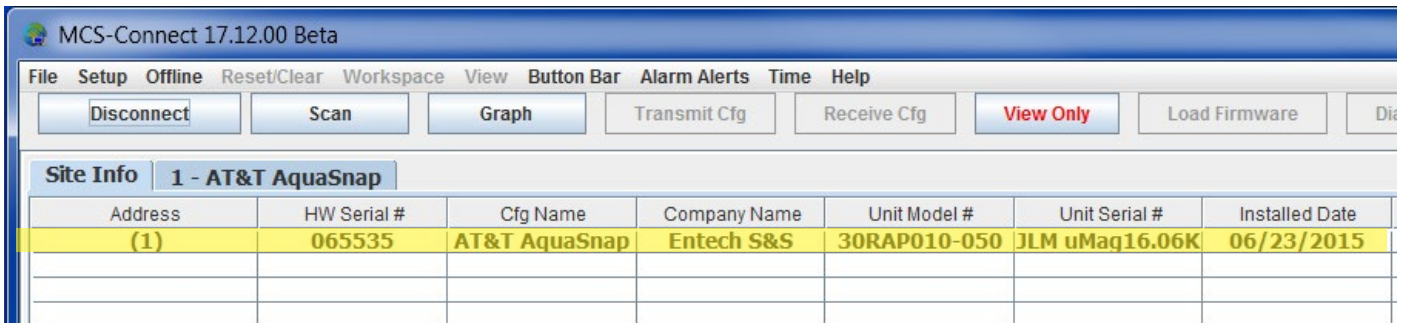 MCS-Connect 17.12.00 Beta
File Setup Offline Reset/Clear Workspace View Button Bar Alarm Alerts Time Help
Disconnect Scan Graph Transmit Cfg Receive Cfg View Only Load Firmware
Site Info 1 - AT&T AquaSnap
Address HW Serial # Cfg Name Company Name Unit Model # Unit Serial # Installed Date
(1) 065535 AT&T AquaSnap Entech S&S 30RAP010-050 JLM uMag16.06K 06/23/2015